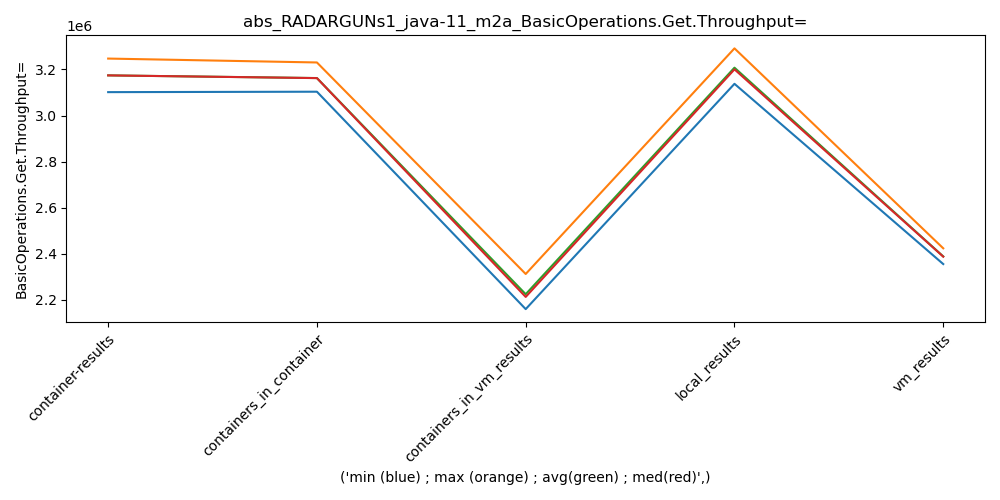 abs_RADARGUNs1_java-11_m2a_BasicOperations.Get.Throughput=
1e6
BasicOperations.Get.Throughput=
3.2
3.0
2.8
2.6
2.4
2.2
container-results
containers_in_container
containers_in_vm_results
local_results
vm_results
('min (blue) ; max (orange) ; avg(green) ; med(red)',)